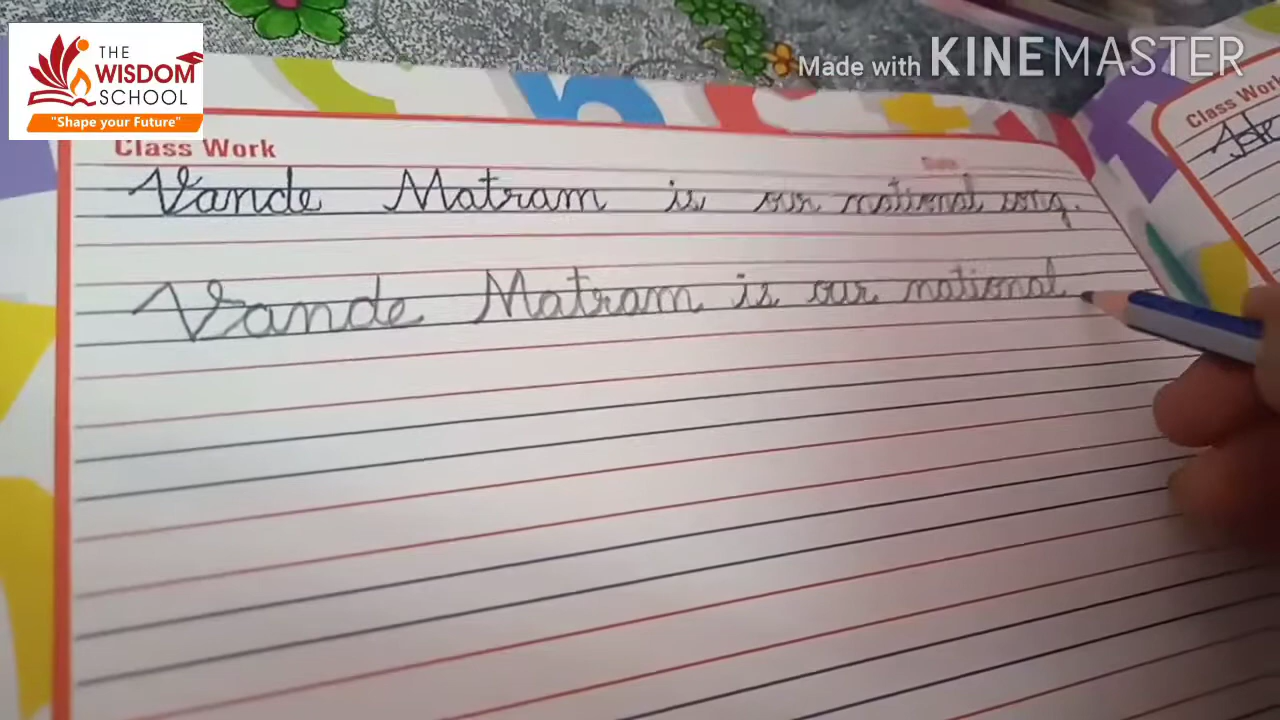 THE
WISDOM
SCHOOL
"Shape your Future"
Made with KINEMASTER
Class Work
Date
Vande Matram is our national song.
Vande Matram is our national
Class Work